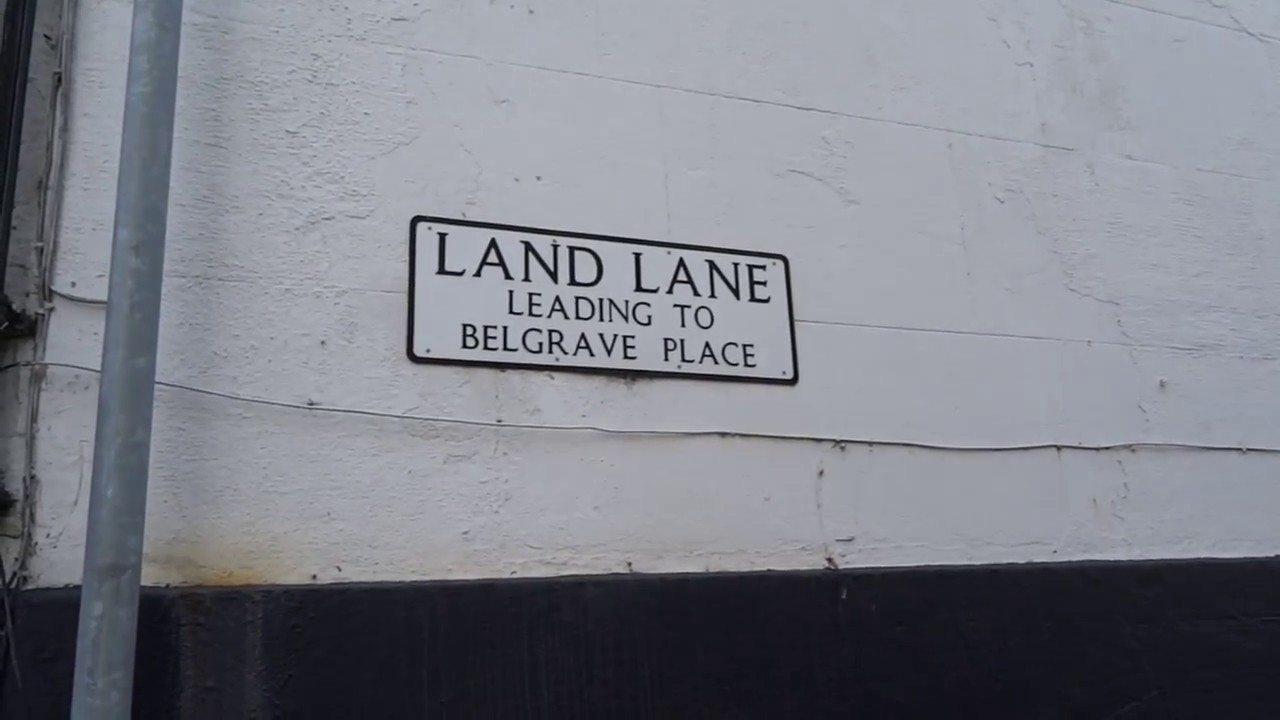 LAND LANE
LEADING TO
BELGRAVE PLACE